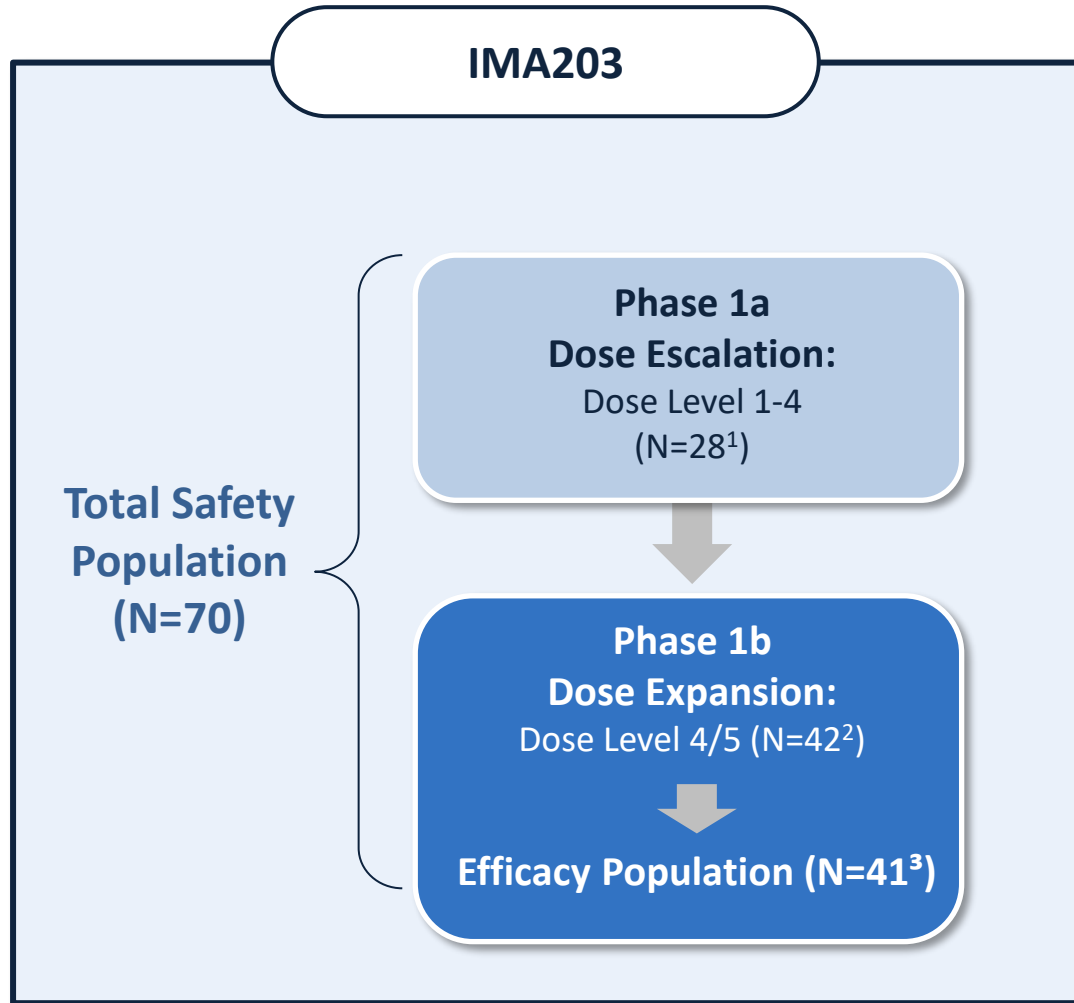 IMA203
Phase 1a
Dose Escalation:
Dose Level 1-4
(N=28¹)
Total Safety
Population
(N=70)
Phase 1b
Dose Expansion:
Dose Level 4/5 (N=42²)
Efficacy Population (N=41³)